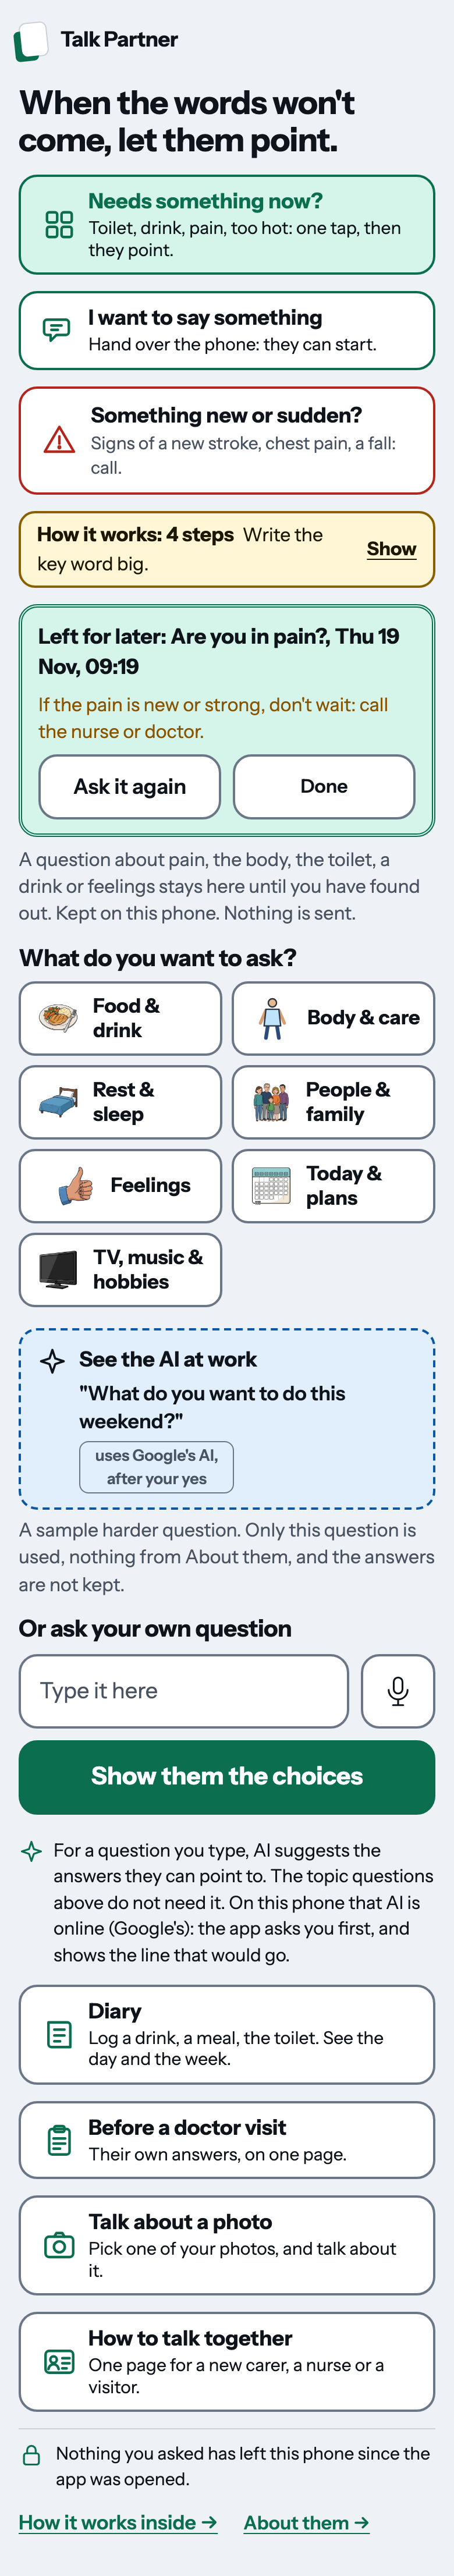 Talk Partner
When the words won't
come, let them point.
Needs something now?
Toilet, drink, pain, too hot: one tap, then
they point.
I want to say something
Hand over the phone: they can start.
Something new or sudden?
Signs of a new stroke, chest pain, a fall:
call.
How it works: 4 steps Write the
key word big.
Show
Left for later: Are you in pain?, Thu 19
Nov, 09:19
If the pain is new or strong, don't wait: call
the nurse or doctor.
Ask it again
Done
A question about pain, the body, the toilet, a
drink or feelings stays here until you have found
out. Kept on this phone. Nothing is sent.
What do you want to ask?
Food &
drink
Body & care
Rest &
sleep
People &
family
Feelings
Today &
plans
TV, music &
hobbies
See the AI at work
"What do you want to do this
weekend?"
uses Google's AI,
after your yes
A sample harder question. Only this question is
used, nothing from About them, and the answers
are not kept.
Or ask your own question
Type it here
Show them the choices
For a question you type, AI suggests the
answers they can point to. The topic questions
above do not need it. On this phone that AI is
online (Google's): the app asks you first, and
shows the line that would go.
Diary
Log a drink, a meal, the toilet. See the
day and the week.
Before a doctor visit
Their own answers, on one page.
Talk about a photo
Pick one of your photos, and talk about
it.
How to talk together
One page for a new carer, a nurse or a
visitor.
Nothing you asked has left this phone since the
app was opened.
How it works inside →
About them →